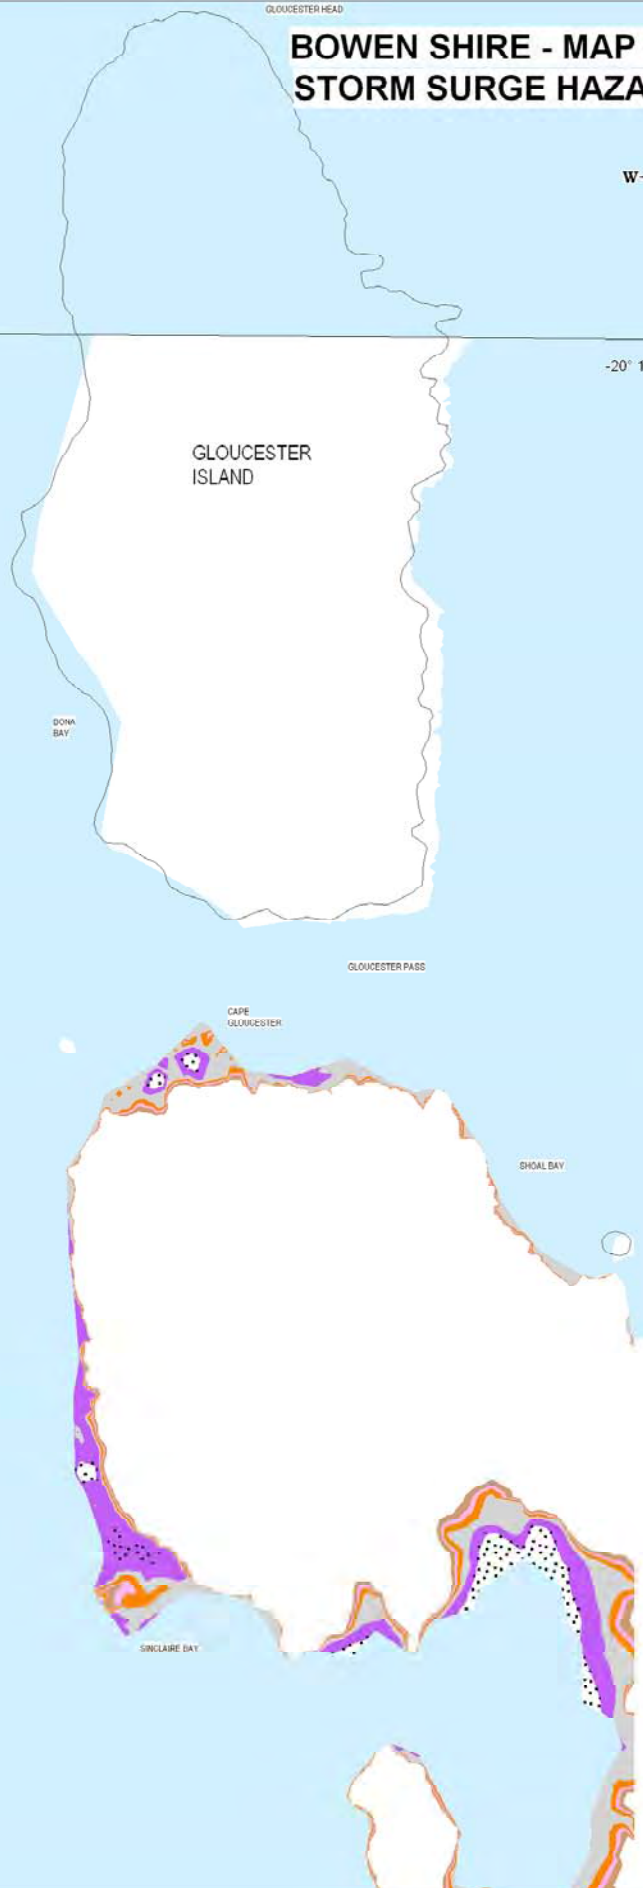 GLOUCESTER HEAD
BOWEN SHIRE - MAP
STORM SURGE HAZA
W
-20° 1
GLOUCESTER
ISLAND
BONA
BAY
GLOUCESTER PASS
CAPE
GLOUCESTER
SHOAL BAY
SINCLAIRE BAY